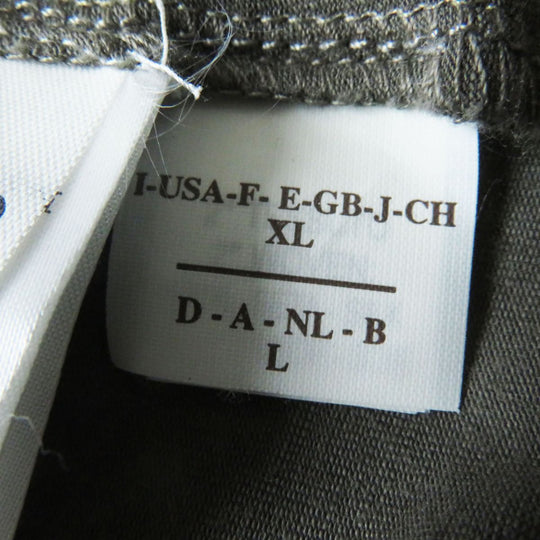 I-USA-F- E-GB-J-CH
XL
D - A - NL - B
L